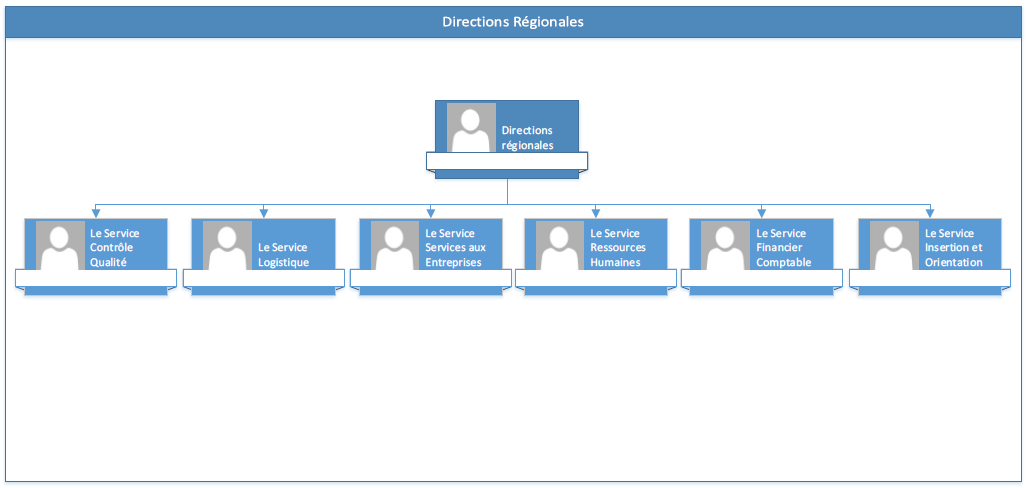 Directions Régionales
Directions
régionales
Le Service
Contrôle
Qualité
Le Service
Logistique
Le Service
Services aux
Entreprises
Le Service
Ressources
Humaines
Le Service
Financier
Comptable
Le Service
Insertion et
Orientation